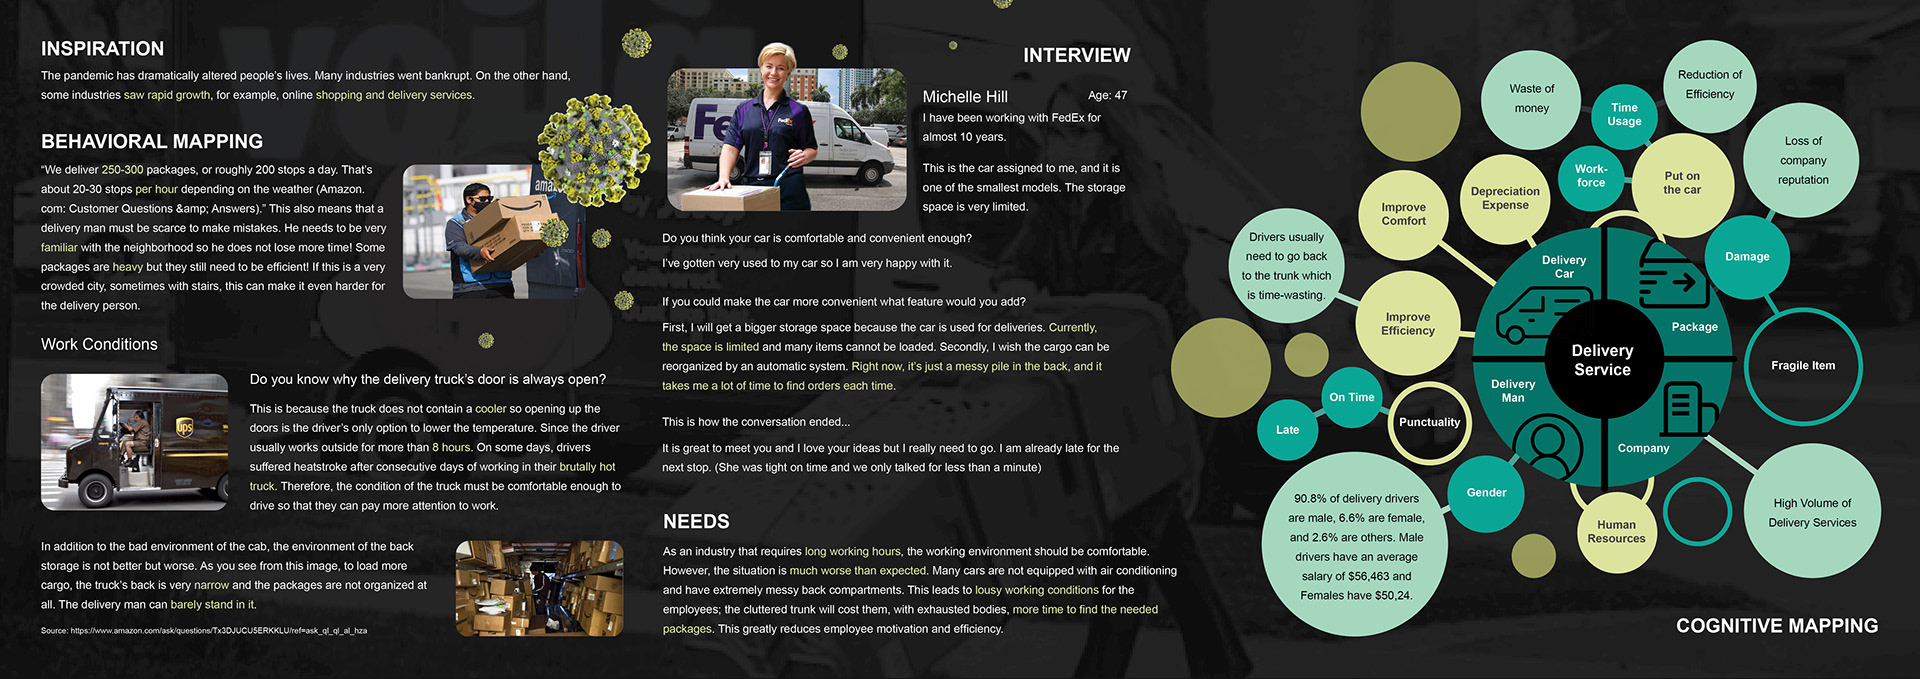 INSPIRATION
The pandemic has dramatically altered people's lives. Many industries went bankrupt. On the other hand,
some industries saw rapid growth, for example, online shopping and delivery services.
BEHAVIORAL MAPPING
“We deliver 250-300 packages, or roughly 200 stops a day. That's
about 20-30 stops per hour depending on the weather (Amazon.
com: Customer Questions &amp; Answers).” This also means that a
delivery man must be scarce to make mistakes. He needs to be very
familiar with the neighborhood so he does not lose more time! Some
packages are heavy but they still need to be efficient! If this is a very
crowded city, sometimes with stairs, this can make it even harder for
the delivery person.
Work Conditions
ups
Do you know why the delivery truck's door is always open?
This is because the truck does not contain a cooler so opening up the
doors is the driver's only option to lower the temperature. Since the driver
usually works outside for more than 8 hours. On some days, drivers
suffered heatstroke after consecutive days of working in their brutally hot
truck. Therefore, the condition of the truck must be comfortable enough to
drive so that they can pay more attention to work.
In addition to the bad environment of the cab, the environment of the back
storage is not better but worse. As you see from this image, to load more
cargo, the truck's back is very narrow and the packages are not organized at
all. The delivery man can barely stand in it.
Source: https://www.amazon.com/ask/questions/Tx3DJUCU5ERKKLU/ref=ask_ql_ql_al_hza
INTERVIEW
Michelle Hill
Age: 47
I have been working with FedEx for
almost 10 years.
This is the car assigned to me, and it is
one of the smallest models. The storage
space is very limited.
Do you think your car is comfortable and convenient enough?
I've gotten very used to my car so I am very happy with it.
If you could make the car more convenient what feature would you add?
First, I will get a bigger storage space because the car is used for deliveries. Currently,
the space is limited and many items cannot be loaded. Secondly, I wish the cargo can be
reorganized by an automatic system. Right now, it's just a messy pile in the back, and it
takes me a lot of time to find orders each time.
This is how the conversation ended...
It is great to meet you and I love your ideas but I really need to go. I am already late for the
next stop. (She was tight on time and we only talked for less than a minute)
NEEDS
As an industry that requires long working hours, the working environment should be comfortable.
However, the situation is much worse than expected. Many cars are not equipped with air conditioning
and have extremely messy back compartments. This leads to lousy working conditions for the
employees; the cluttered trunk will cost them, with exhausted bodies, more time to find the needed
packages. This greatly reduces employee motivation and efficiency.
Waste of
money
Time
Usage
Reduction of
Efficiency
Loss of
company
reputation
Work-
force
Put on
the car
Depreciation
Expense
Improve
Comfort
Drivers usually
need to go back
to the trunk which
is time-wasting.
Improve
Efficiency
Damage
Delivery
Car
Package
Delivery
Service
Fragile Item
Delivery
Man
Company
On Time
Late
Punctuality
Gender
90.8% of delivery drivers
are male, 6.6% are female,
and 2.6% are others. Male
drivers have an average
salary of $56,463 and
Females have $50,24.
Human
Resources
High Volume of
Delivery Services
COGNITIVE MAPPING